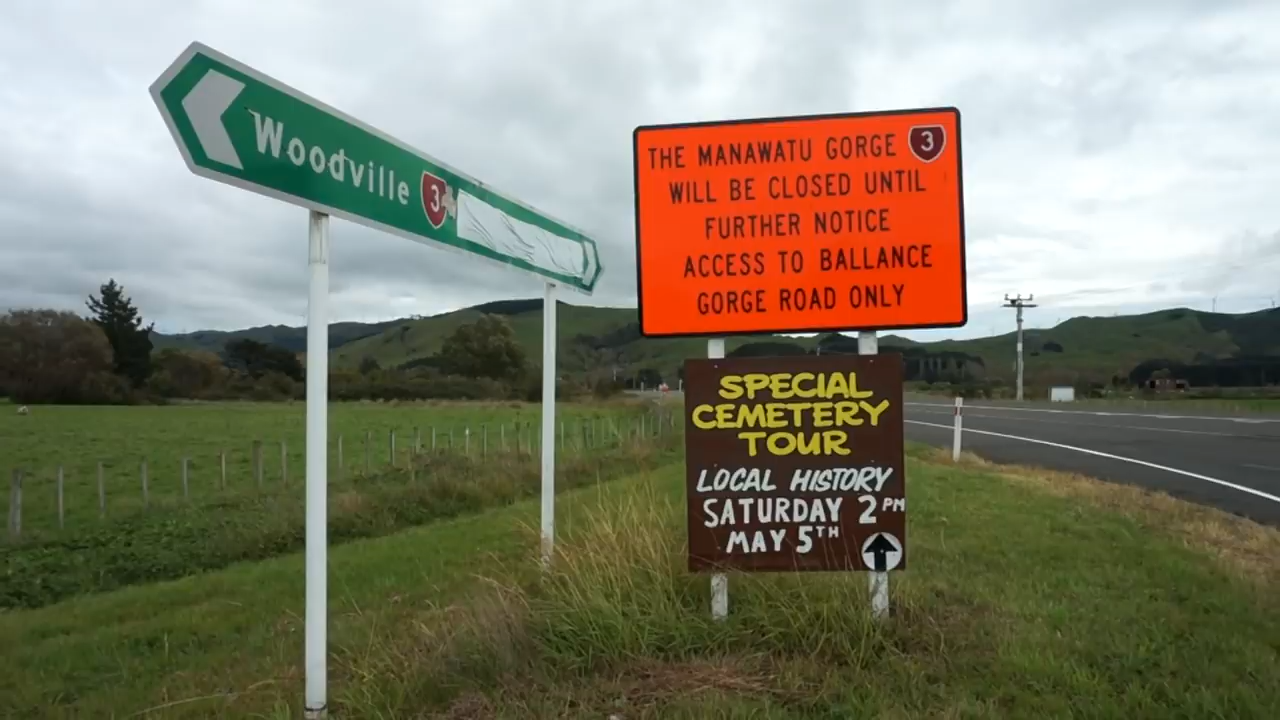 Woodville 3
THE MANAWATU GORGE 3
WILL BE CLOSED UNTIL
FURTHER NOTICE
ACCESS TO BALLANCE
GORGE ROAD ONLY
SPECIAL
CEMETERY
TOUR
LOCAL HISTORY
SATURDAY 2PM
MAY 5TH